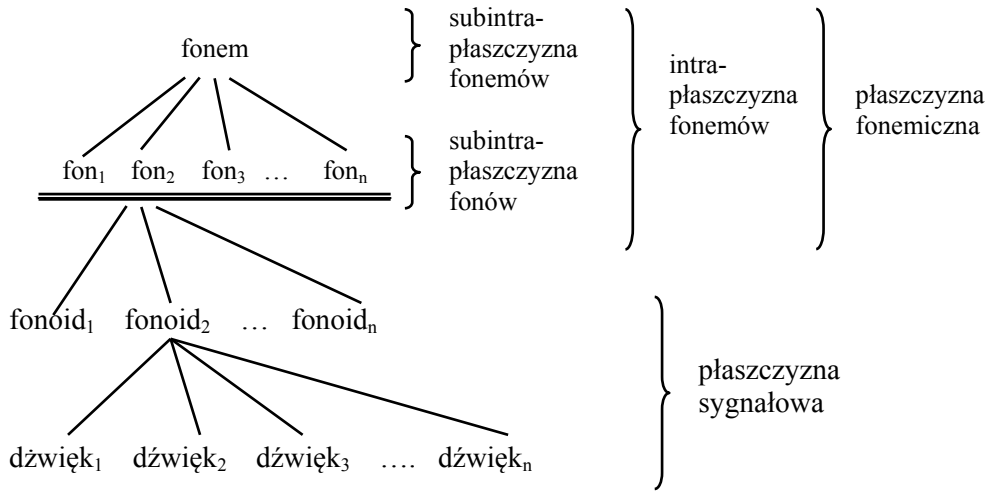 fonem
subintra-
płaszczyzna
fonemów
intra-
płaszczyzna
fonemów
płaszczyzna
fonemiczna
fon₁ fon₂ fon₃ … fonₙ
subintra-
płaszczyzna
fonów
fonoid₁ fonoid₂ … fonoidₙ
płaszczyzna
sygnałowa
dżwięk₁ dźwięk₂ dźwięk₃ …. dźwiękₙ